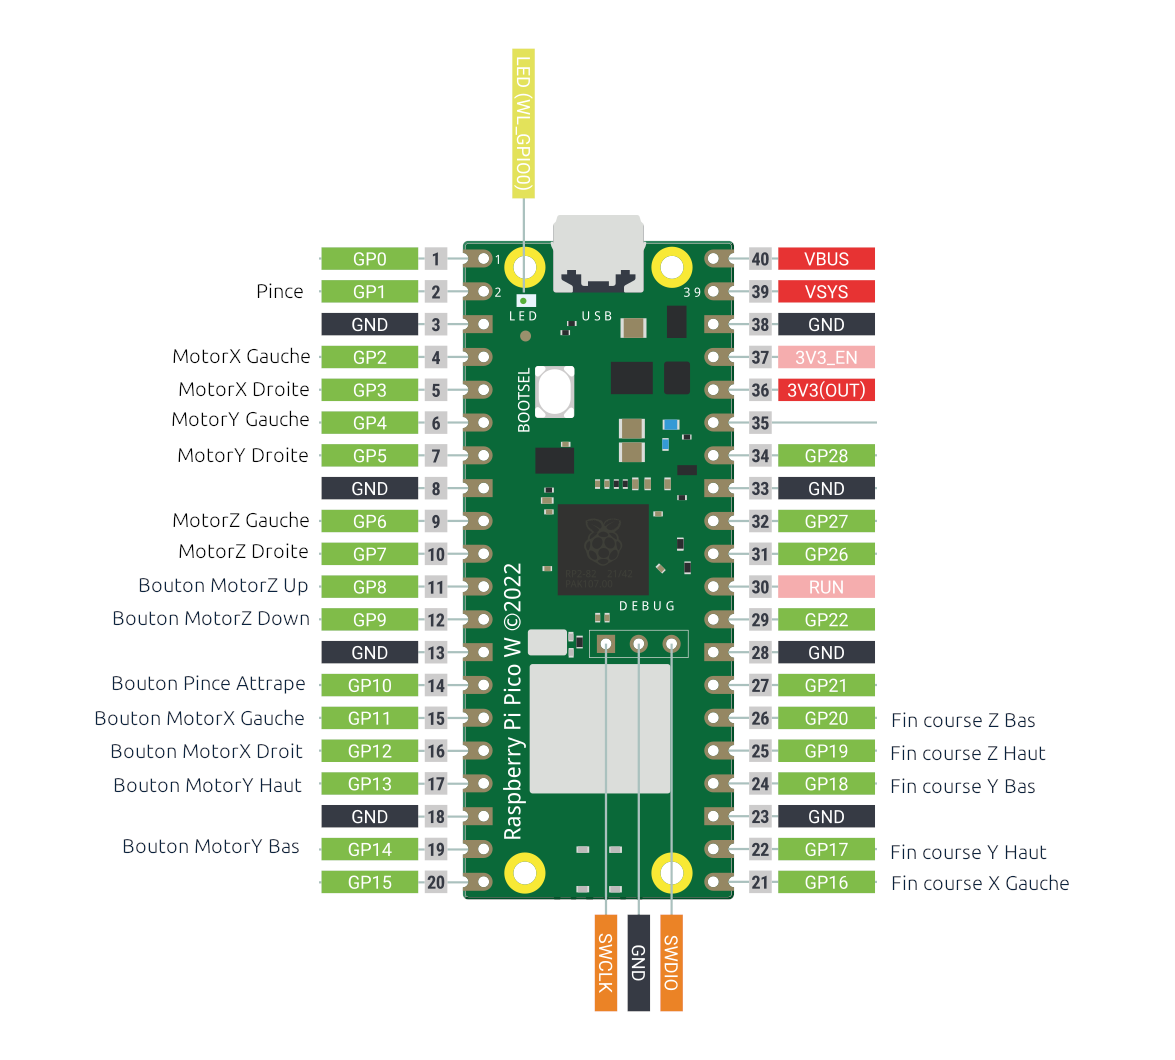 LED (WL_GPIO0)
GP0 1 1 40 VBUS
Pince GP1 2 2 39 39 VSYS
LED USB
GND 3 38 GND
MotorX Gauche GP2 4 37 3V3_EN
MotorX Droite GP3 5 36 3V3(OUT)
BOOTSEL
MotorY Gauche GP4 6 35
MotorY Droite GP5 7 34 GP28
GND 8 33 GND
MotorZ Gauche GP6 9 32 GP27
MotorZ Droite GP7 10 31 GP26
Bouton MotorZ Up GP8 11 30 RUN
DEBUG
Bouton MotorZ Down GP9 12 29 GP22
GND 13 28 GND
Bouton Pince Attrape GP10 14 27 GP21
Raspberry Pi Pico W ©2022
Bouton MotorX Gauche GP11 15 26 GP20 Fin course Z Bas
Bouton MotorX Droit GP12 16 25 GP19 Fin course Z Haut
Bouton MotorY Haut GP13 17 24 GP18 Fin course Y Bas
GND 18 23 GND
Bouton MotorY Bas GP14 19 22 GP17 Fin course Y Haut
GP15 20 21 GP16 Fin course X Gauche
SWCLK GND SWDIO